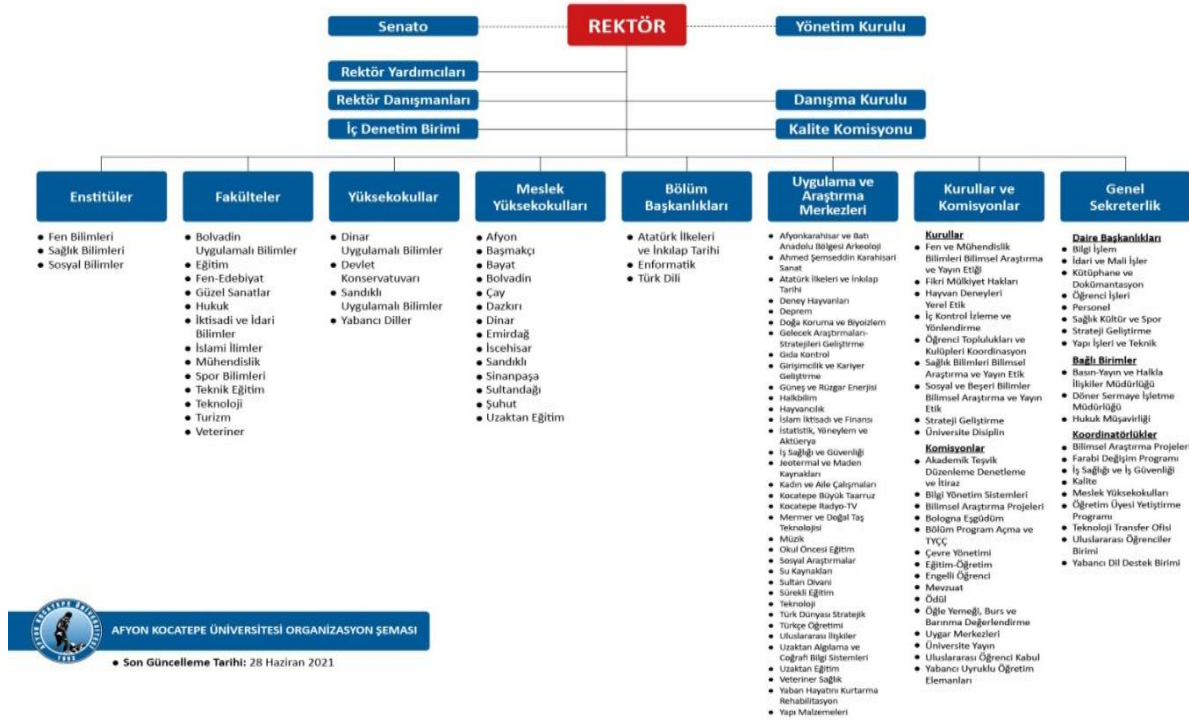 Senato
REKTÖR
Yönetim Kurulu
Rektör Yardımcıları
Rektör Danışmanları
Danışma Kurulu
İç Denetim Birimi
Kalite Komisyonu
Enstitüler
• Fen Bilimleri
• Sağlık Bilimleri
• Sosyal Bilimler
Fakülteler
• Bolvadin
Uygulamalı Bilimler
• Eğitim
• Fen-Edebiyat
• Güzel Sanatlar
• Hukuk
• İktisadi ve İdari
Bilimler
• İslami İlimler
• Mühendislik
• Spor Bilimleri
• Teknik Eğitim
• Teknoloji
• Turizm
• Veteriner
Yüksekokullar
• Dinar
Uygulamalı Bilimler
• Devlet
Konservatuvarı
• Sandıklı
Uygulamalı Bilimler
• Yabancı Diller
Meslek
Yüksekokulları
• Afyon
• Başmakçı
• Bayat
• Bolvadin
• Çay
• Dazkırı
• Dinar
• Emirdağ
• İscehisar
• Sandıklı
• Sinanpaşa
• Sultandağı
• Şuhut
• Uzaktan Eğitim
Bölüm
Başkanlıkları
• Atatürk İlkeleri
ve İnkılap Tarihi
• Enformatik
• Türk Dili
Uygulama ve
Araştırma
Merkezleri
• Afyonkarahisar ve Batı
Anadolu Bölgesi Arkeoloji
• Ahmed Şemseddin Karahisari
Sanat
• Atatürk İlkeleri ve İnkılap
Tarihi
• Deney Hayvanları
• Deprem
• Doğa Koruma ve Biyoizlem
• Gelecek Araştırmaları-
Stratejileri Geliştirme
• Gıda Kontrol
• Girişimcilik ve Kariyer
Geliştirme
• Güneş ve Rüzgar Enerjisi
• Halkbilim
• Hayvancılık
• İslam İktisadı ve Finansı
• İstatistik, Yöneylem ve
Aktüerya
• İş Sağlığı ve Güvenliği
• Jeotermal ve Maden
Kaynakları
• Kadın ve Aile Çalışmaları
• Kocatepe Büyük Taarruz
• Kocatepe Radyo-TV
• Mermer ve Doğal Taş
Teknolojisi
• Müzik
• Okul Öncesi Eğitim
• Sosyal Araştırmalar
• Su Kaynakları
• Sultan Divani
• Sürekli Eğitim
• Teknoloji
• Türk Dünyası Stratejik
• Türkçe Öğretimi
• Uluslararası İlişkiler
• Uzaktan Algılama ve
Coğrafi Bilgi Sistemleri
• Uzaktan Eğitim
• Veteriner Sağlık
• Yaban Hayatını Kurtarma
Rehabilitasyon
• Yapı Malzemeleri
Kurullar ve
Komisyonlar
Kurullar
• Fen ve Mühendislik
Bilimleri Bilimsel Araştırma
ve Yayın Etiği
• Fikri Mülkiyet Hakları
• Hayvan Deneyleri
Yerel Etik
• İç Kontrol İzleme ve
Yönlendirme
• Öğrenci Toplulukları ve
Kulüpleri Koordinasyon
• Sağlık Bilimleri Bilimsel
Araştırma ve Yayın Etik
• Sosyal ve Beşeri Bilimler
Bilimsel Araştırma ve Yayın
Etik
• Strateji Geliştirme
• Üniversite Disiplin
Komisyonlar
• Akademik Teşvik
Düzenleme Denetleme
ve İtiraz
• Bilgi Yönetim Sistemleri
• Bilimsel Araştırma Projeleri
• Bologna Eşgüdüm
• Bölüm Program Açma ve
TYÇÇ
• Çevre Yönetimi
• Eğitim-Öğretim
• Engelli Öğrenci
• Mevzuat
• Ödül
• Öğle Yemeği, Burs ve
Barınma Değerlendirme
• Uygar Merkezleri
• Üniversite Yayın
• Uluslararası Öğrenci Kabul
• Yabancı Uyruklu Öğretim
Elemanları
Genel
Sekreterlik
Daire Başkanlıkları
• Bilgi İşlem
• İdari ve Mali İşler
• Kütüphane ve
Dokümantasyon
• Öğrenci İşleri
• Personel
• Sağlık Kültür ve Spor
• Strateji Geliştirme
• Yapı İşleri ve Teknik
Bağlı Birimler
• Basın-Yayın ve Halkla
İlişkiler Müdürlüğü
• Döner Sermaye İşletme
Müdürlüğü
• Hukuk Müşavirliği
Koordinatörlükler
• Bilimsel Araştırma Projeleri
• Farabi Değişim Programı
• İş Sağlığı ve İş Güvenliği
• Kalite
• Meslek Yüksekokulları
• Öğretim Üyesi Yetiştirme
Programı
• Teknoloji Transfer Ofisi
• Uluslararası Öğrenciler
Birimi
• Yabancı Dil Destek Birimi
AFYON KOCATEPE ÜNİVERSİTESİ
1992
AFYON KOCATEPE ÜNİVERSİTESİ ORGANİZASYON ŞEMASI
• Son Güncelleme Tarihi: 28 Haziran 2021